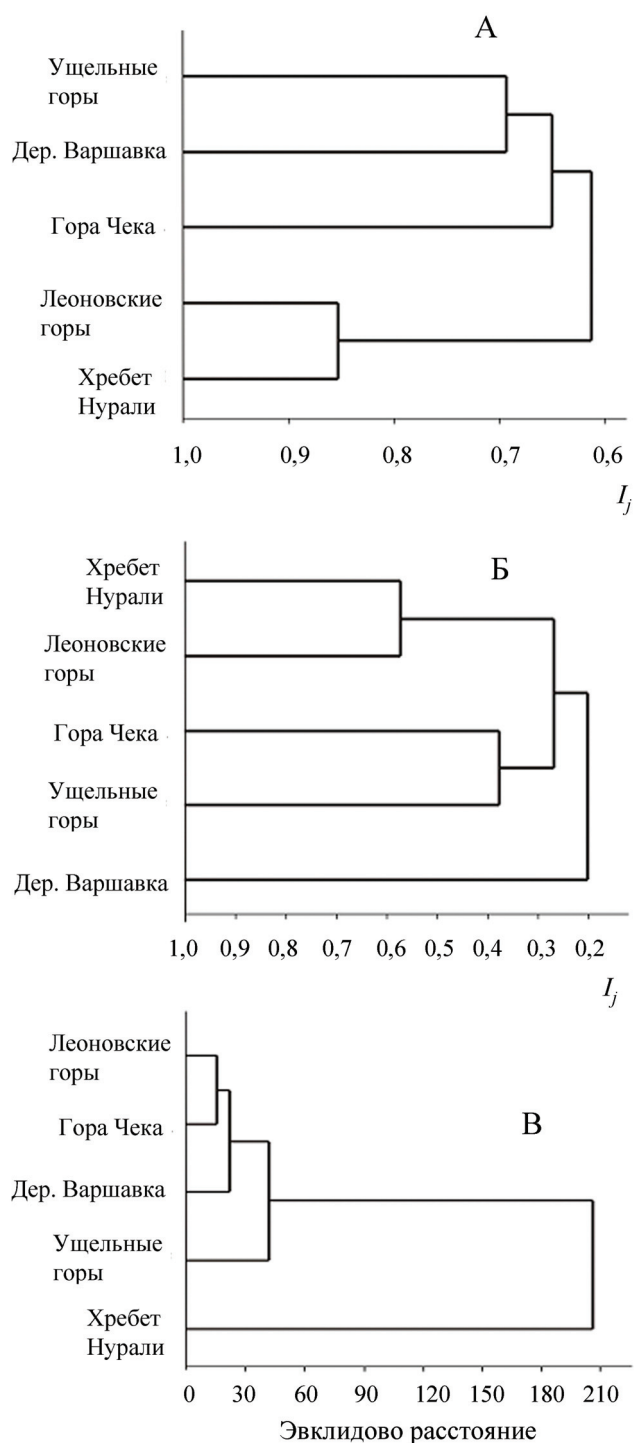 А
Ущельные
горы
Дер. Варшавка
Гора Чека
Леоновские
горы
Хребет
Нурали
1,0 0,9 0,8 0,7 0,6
Ij
Б
Хребет
Нурали
Леоновские
горы
Гора Чека
Ущельные
горы
Дер. Варшавка
1,0 0,9 0,8 0,7 0,6 0,5 0,4 0,3 0,2
Ij
В
Леоновские
горы
Гора Чека
Дер. Варшавка
Ущельные
горы
Хребет
Нурали
0 30 60 90 120 150 180 210
Эвклидово расстояние